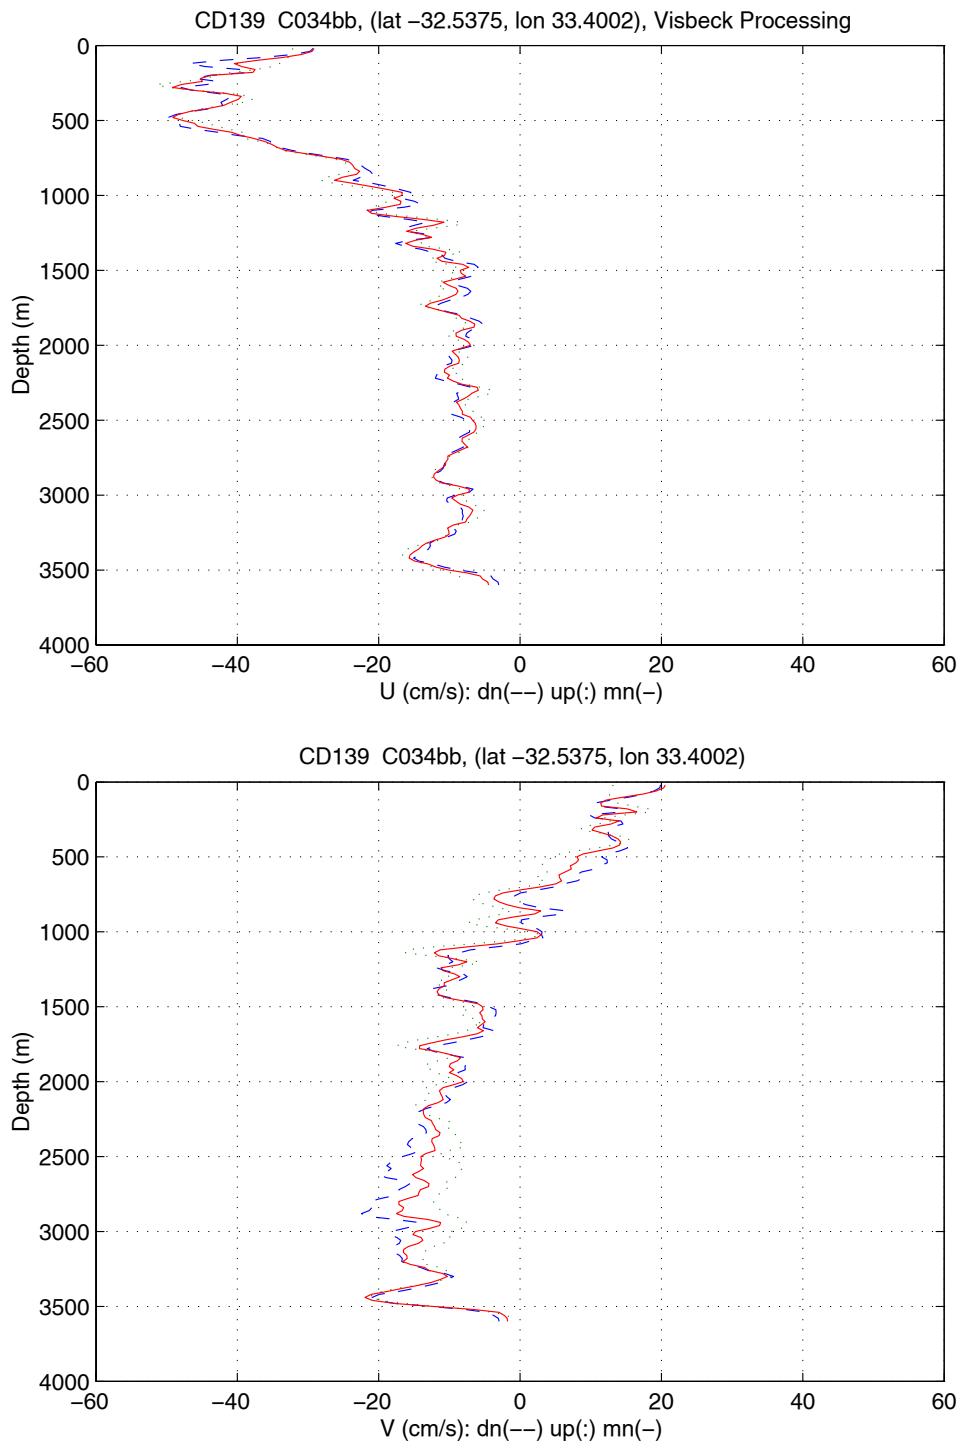 CD139  C034bb, (lat −32.5375, lon 33.4002), Visbeck Processing
0
500
1000
1500
2000
2500
3000
3500
4000
Depth (m)
−60 −40 −20 0 20 40 60
U (cm/s): dn(−−) up(:) mn(−)
CD139  C034bb, (lat −32.5375, lon 33.4002)
0
500
1000
1500
2000
2500
3000
3500
4000
Depth (m)
−60 −40 −20 0 20 40 60
V (cm/s): dn(−−) up(:) mn(−)